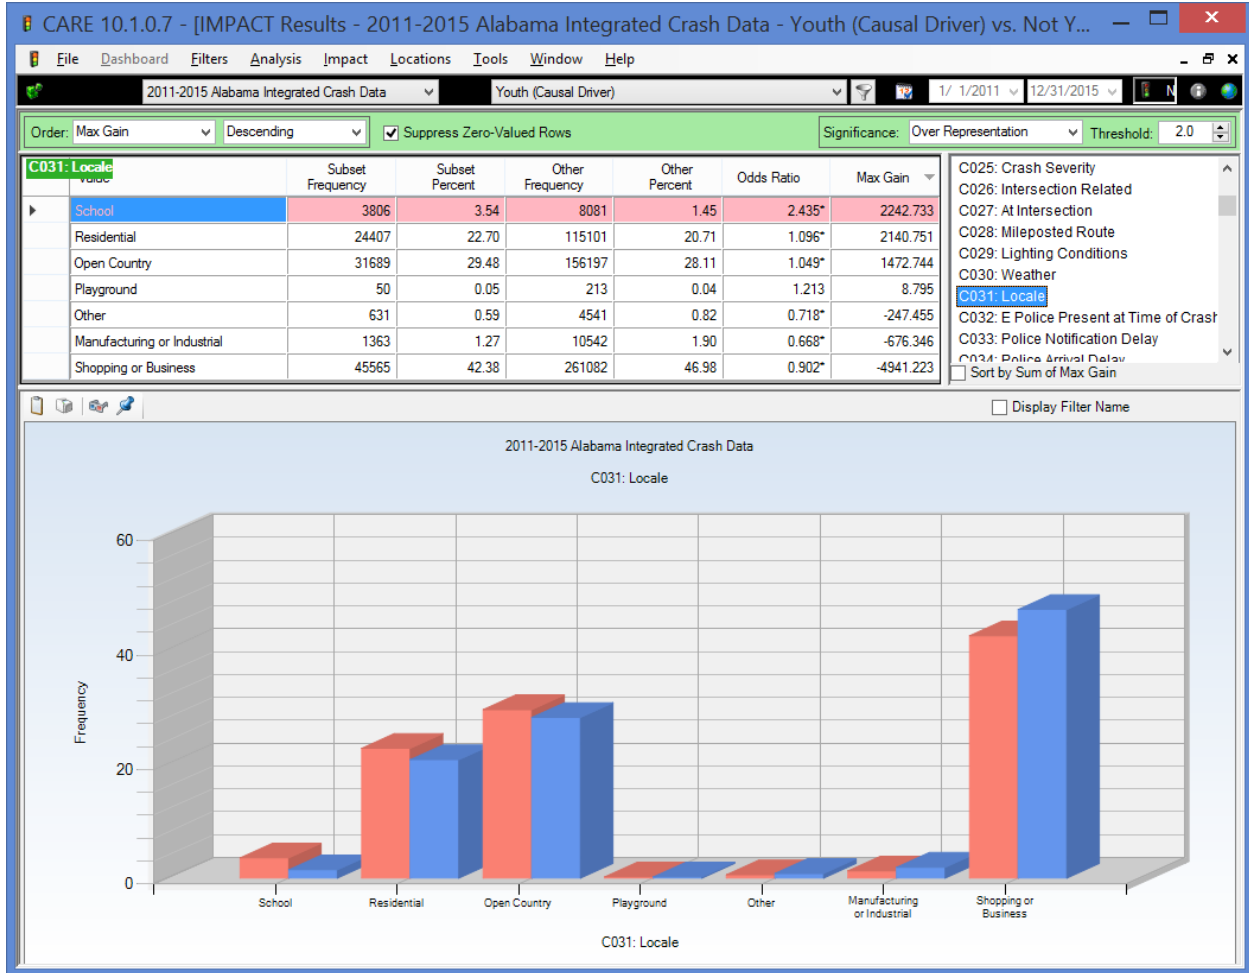 CARE 10.1.0.7 - [IMPACT Results - 2011-2015 Alabama Integrated Crash Data - Youth (Causal Driver) vs. Not Y...
File Dashboard Filters Analysis Impact Locations Tools Window Help
2011-2015 Alabama Integrated Crash Data Youth (Causal Driver) 1/ 1/2011 12/31/2015 N
Order: Max Gain Descending Suppress Zero-Valued Rows Significance: Over Representation Threshold: 2.0
C031: Locale
Value Subset Frequency Subset Percent Other Frequency Other Percent Odds Ratio Max Gain
School 3806 3.54 8081 1.45 2.435* 2242.733
Residential 24407 22.70 115101 20.71 1.096* 2140.751
Open Country 31689 29.48 156197 28.11 1.049* 1472.744
Playground 50 0.05 213 0.04 1.213 8.795
Other 631 0.59 4541 0.82 0.718* -247.455
Manufacturing or Industrial 1363 1.27 10542 1.90 0.668* -676.346
Shopping or Business 45565 42.38 261082 46.98 0.902* -4941.223
C025: Crash Severity
C026: Intersection Related
C027: At Intersection
C028: Mileposted Route
C029: Lighting Conditions
C030: Weather
C031: Locale
C032: E Police Present at Time of Crash
C033: Police Notification Delay
C034: Police Arrival Delay
Sort by Sum of Max Gain
Display Filter Name
2011-2015 Alabama Integrated Crash Data
C031: Locale
60
40
20
0
Frequency
School
Residential
Open Country
Playground
Other
Manufacturing
or Industrial
Shopping or
Business
C031: Locale